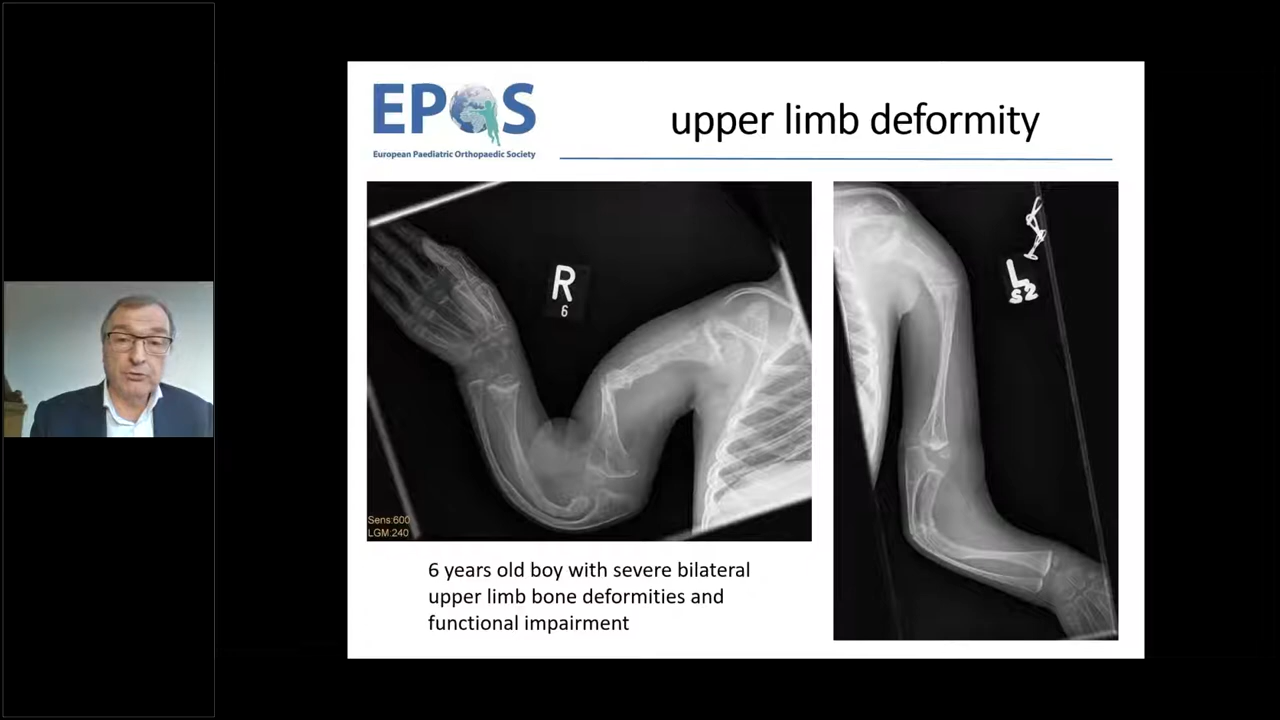 EPOS
European Paediatric Orthopaedic Society
upper limb deformity
R
6
L
S2
Sens:600
LGM:240
6 years old boy with severe bilateral
upper limb bone deformities and
functional impairment